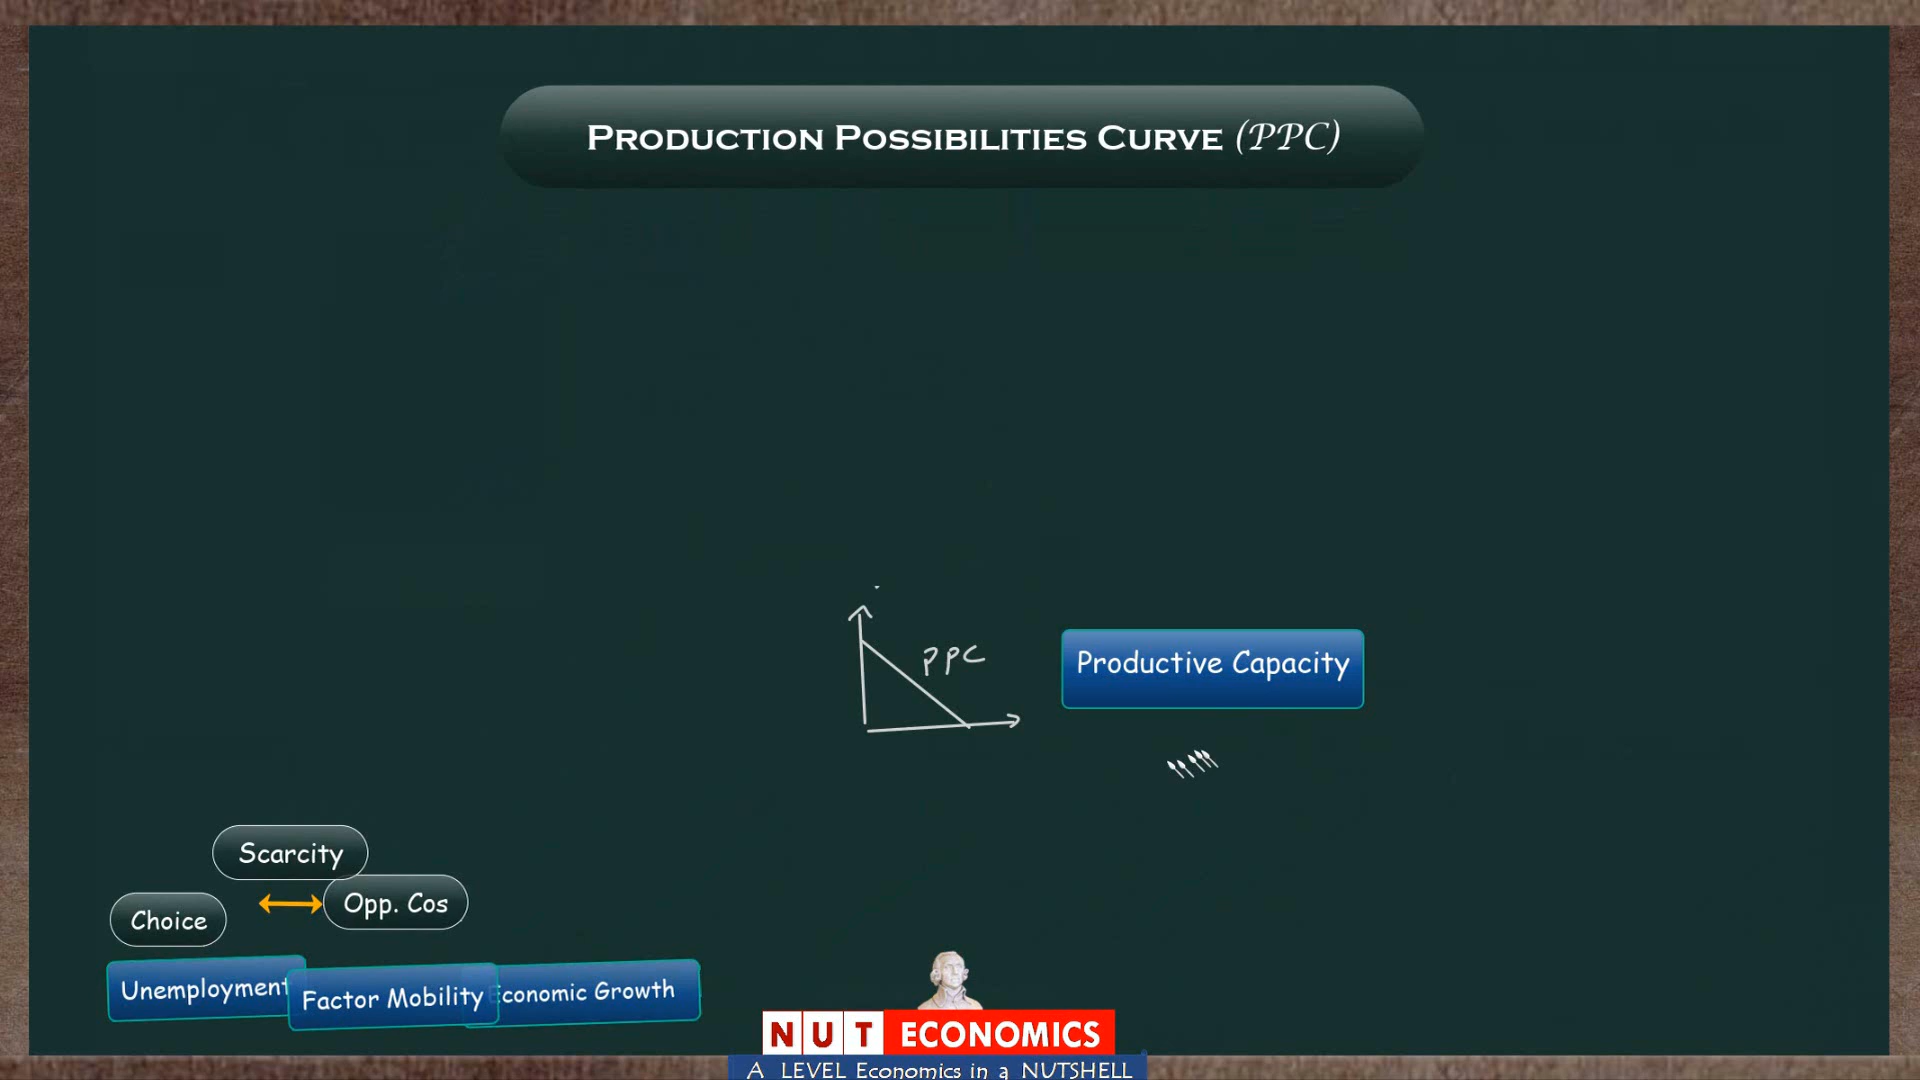 PRODUCTION POSSIBILITIES CURVE (PPC)
PPC
Productive Capacity
Scarcity
Choice
Opp. Cos
Unemployment
Factor Mobility
Economic Growth
NUT ECONOMICS
A LEVEL Economics in a NUTSHELL